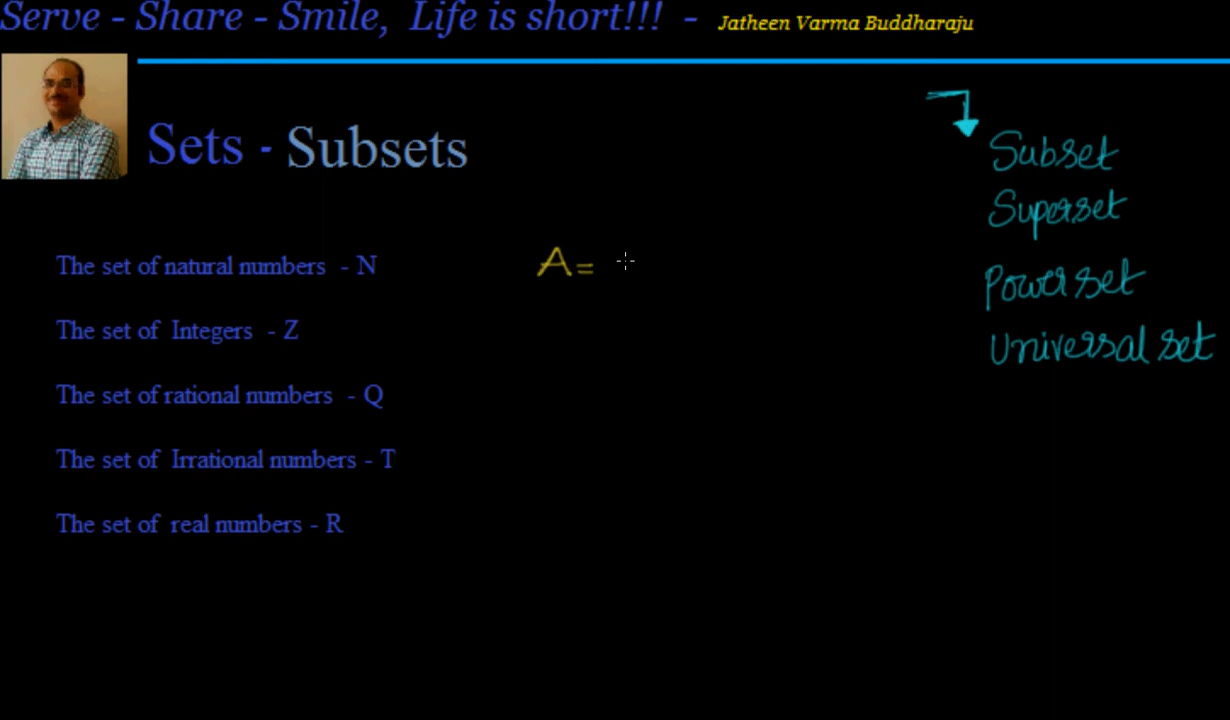 Serve - Share - Smile, Life is short!!! - Jatheen Varma Buddharaju
Sets - Subsets
The set of natural numbers - N
The set of Integers - Z
The set of rational numbers - Q
The set of Irrational numbers - T
The set of real numbers - R
A =
Subset
Superset
Power set
Universal set